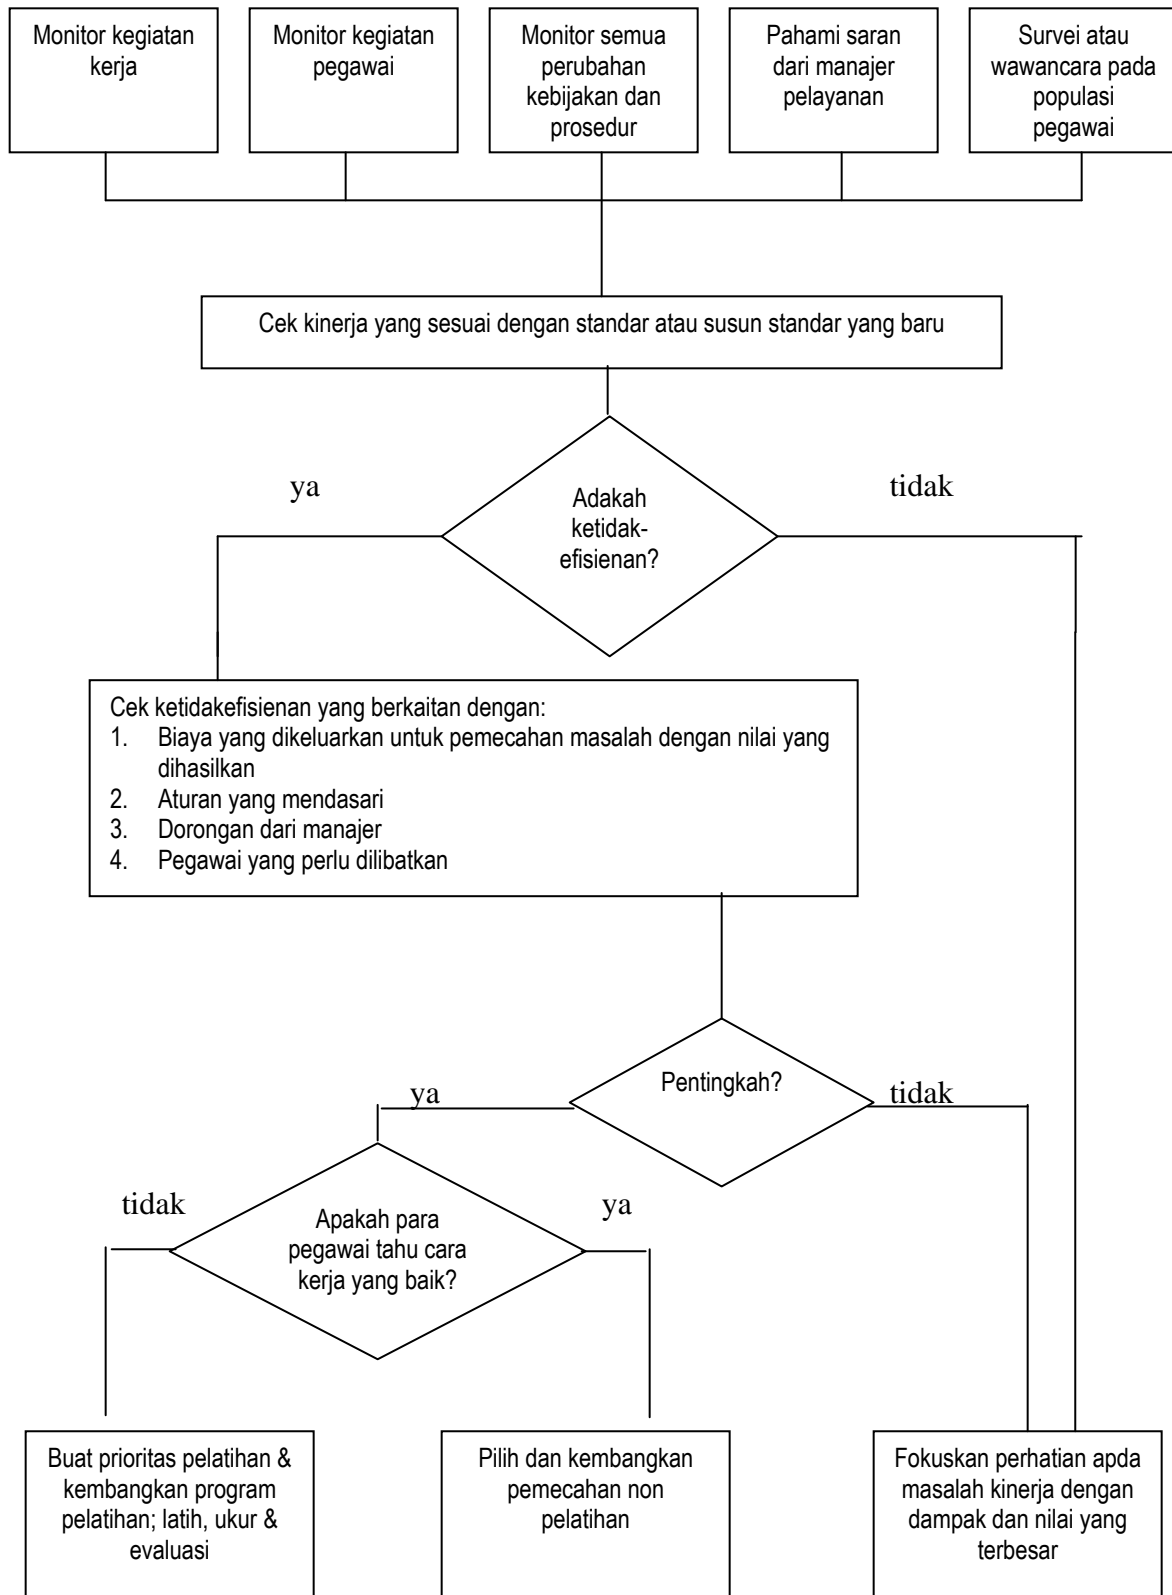 Monitor kegiatan
kerja
Monitor kegiatan
pegawai
Monitor semua
perubahan
kebijakan dan
prosedur
Pahami saran
dari manajer
pelayanan
Survei atau
wawancara pada
populasi
pegawai
Cek kinerja yang sesuai dengan standar atau susun standar yang baru
ya
tidak
Adakah
ketidak-
efisienan?
Cek ketidakefisienan yang berkaitan dengan:
1. Biaya yang dikeluarkan untuk pemecahan masalah dengan nilai yang
dihasilkan
2. Aturan yang mendasari
3. Dorongan dari manajer
4. Pegawai yang perlu dilibatkan
Pentingkah?
ya
tidak
tidak
ya
Apakah para
pegawai tahu cara
kerja yang baik?
Buat prioritas pelatihan &
kembangkan program
pelatihan; latih, ukur &
evaluasi
Pilih dan kembangkan
pemecahan non
pelatihan
Fokuskan perhatian apda
masalah kinerja dengan
dampak dan nilai yang
terbesar